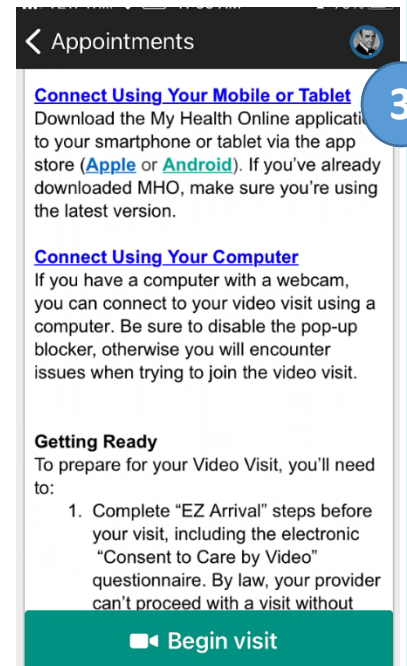 Appointments
3
Connect Using Your Mobile or Tablet
Download the My Health Online applicati
to your smartphone or tablet via the app
store (Apple or Android). If you've already
downloaded MHO, make sure you're using
the latest version.
Connect Using Your Computer
If you have a computer with a webcam,
you can connect to your video visit using a
computer. Be sure to disable the pop-up
blocker, otherwise you will encounter
issues when trying to join the video visit.
Getting Ready
To prepare for your Video Visit, you'll need
to:
1. Complete “EZ Arrival” steps before
your visit, including the electronic
“Consent to Care by Video”
questionnaire. By law, your provider
can't proceed with a visit without
Begin visit